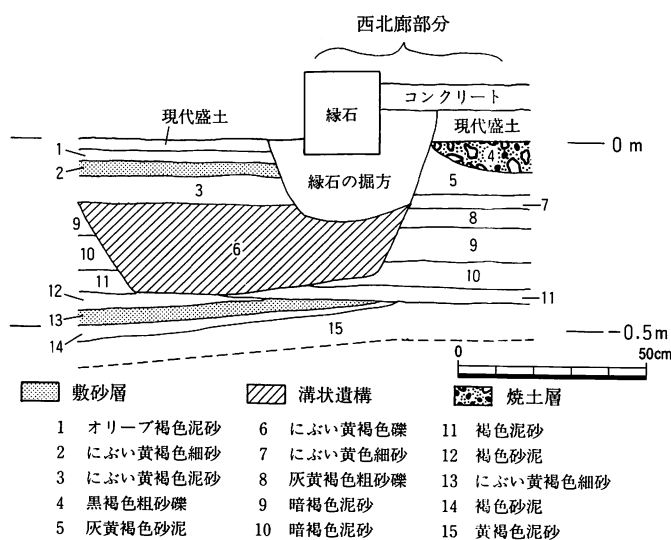 西北廊部分
コンクリート
縁石
現代盛土
現代盛土
0 m
1
2
3
4
5
縁石の掘方
7
8
6
9
9
10
10
11
11
12
13
15
14
-0.5m
0
50cm
敷砂層
溝状遺構
焼土層
1 オリーブ褐色泥砂
2 にぶい黄褐色細砂
3 にぶい黄褐色泥砂
4 黒褐色粗砂礫
5 灰黄褐色砂泥
6 にぶい黄褐色礫
7 にぶい黄色細砂
8 灰黄褐色粗砂礫
9 暗褐色泥砂
10 暗褐色泥砂
11 褐色泥砂
12 褐色砂泥
13 にぶい黄褐色細砂
14 褐色砂泥
15 黄褐色泥砂